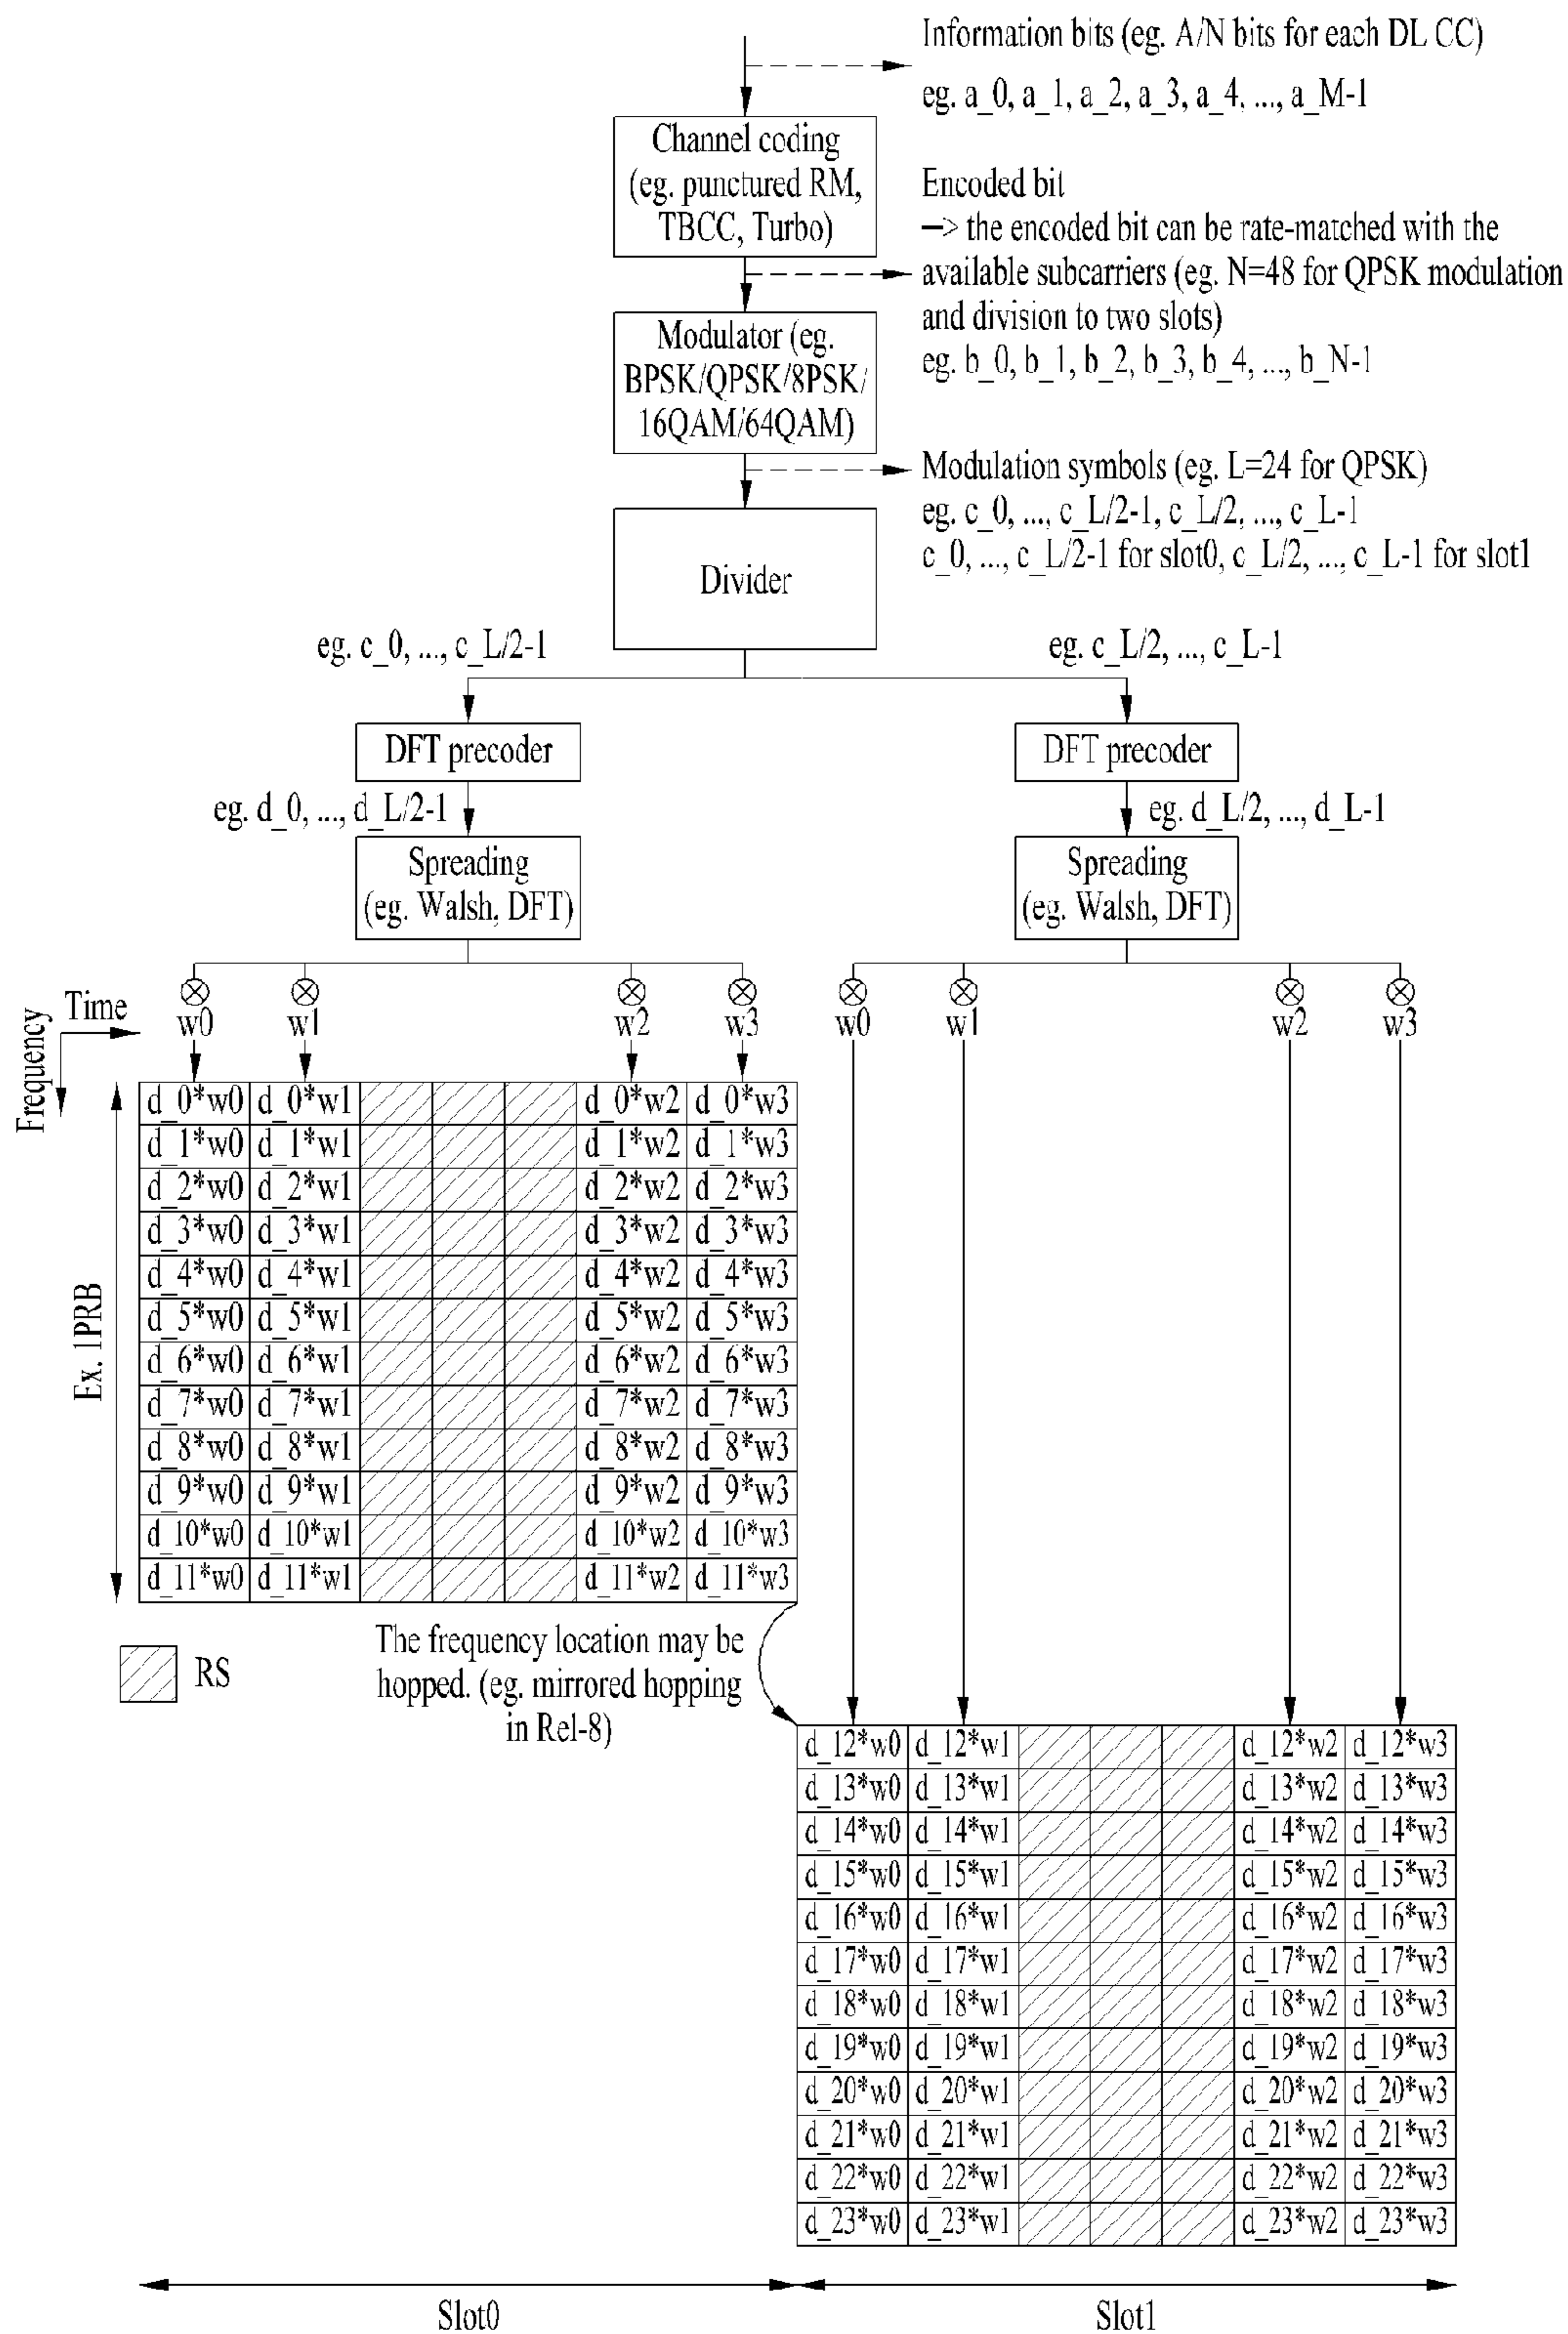 Information bits (eg. A/N bits for each DL CC)
eg. a_0, a_1, a_2, a_3, a_4, ..., a_M-1
Channel coding
(eg. punctured RM,
TBCC, Turbo)
Encoded bit
—> the encoded bit can be rate-matched with the
available subcarriers (eg. N=48 for QPSK modulation
and division to two slots)
eg. b_0, b_1, b_2, b_3, b_4, ..., b_N-1
Modulator (eg.
BPSK/QPSK/8PSK/
16QAM/64QAM)
Modulation symbols (eg. L=24 for QPSK)
eg. c_0, ..., c_L/2-1, c_L/2, ..., c_L-1
c_0, ..., c_L/2-1 for slot0, c_L/2, ..., c_L-1 for slot1
Divider
eg. c_0, ..., c_L/2-1
eg. c_L/2, ..., c_L-1
DFT precoder
DFT precoder
eg. d_0, ..., d_L/2-1
eg. d_L/2, ..., d_L-1
Spreading
(eg. Walsh, DFT)
Spreading
(eg. Walsh, DFT)
Time
Frequency
w0 w1 w2 w3
w0 w1 w2 w3
d_0*w0 d_0*w1 d_0*w2 d_0*w3
d_1*w0 d_1*w1 d_1*w2 d_1*w3
d_2*w0 d_2*w1 d_2*w2 d_2*w3
d_3*w0 d_3*w1 d_3*w2 d_3*w3
d_4*w0 d_4*w1 d_4*w2 d_4*w3
d_5*w0 d_5*w1 d_5*w2 d_5*w3
d_6*w0 d_6*w1 d_6*w2 d_6*w3
d_7*w0 d_7*w1 d_7*w2 d_7*w3
d_8*w0 d_8*w1 d_8*w2 d_8*w3
d_9*w0 d_9*w1 d_9*w2 d_9*w3
d_10*w0 d_10*w1 d_10*w2 d_10*w3
d_11*w0 d_11*w1 d_11*w2 d_11*w3
Ex. 1PRB
RS
The frequency location may be
hopped. (eg. mirrored hopping
in Rel-8)
d_12*w0 d_12*w1 d_12*w2 d_12*w3
d_13*w0 d_13*w1 d_13*w2 d_13*w3
d_14*w0 d_14*w1 d_14*w2 d_14*w3
d_15*w0 d_15*w1 d_15*w2 d_15*w3
d_16*w0 d_16*w1 d_16*w2 d_16*w3
d_17*w0 d_17*w1 d_17*w2 d_17*w3
d_18*w0 d_18*w1 d_18*w2 d_18*w3
d_19*w0 d_19*w1 d_19*w2 d_19*w3
d_20*w0 d_20*w1 d_20*w2 d_20*w3
d_21*w0 d_21*w1 d_21*w2 d_21*w3
d_22*w0 d_22*w1 d_22*w2 d_22*w3
d_23*w0 d_23*w1 d_23*w2 d_23*w3
Slot0
Slot1